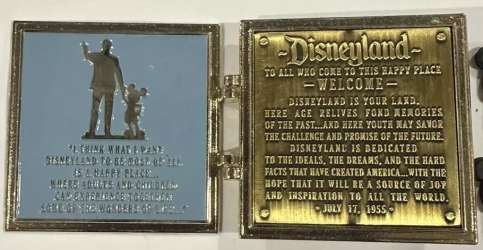 "I THINK WHAT I WANT
DISNEYLAND TO BE MOST OF ALL
IS A HAPPY PLACE...
WHERE ADULTS AND CHILDREN
CAN EXPERIENCE TOGETHER
SOME OF THE WONDERS OF LIFE..."
Disneyland
TO ALL WHO COME TO THIS HAPPY PLACE
WELCOME
DISNEYLAND IS YOUR LAND.
HERE AGE RELIVES FOND MEMORIES
OF THE PAST...AND HERE YOUTH MAY SAVOR
THE CHALLENGE AND PROMISE OF THE FUTURE.
DISNEYLAND IS DEDICATED
TO THE IDEALS, THE DREAMS, AND THE HARD
FACTS THAT HAVE CREATED AMERICA...WITH THE
HOPE THAT IT WILL BE A SOURCE OF JOY
AND INSPIRATION TO ALL THE WORLD.
JULY 17, 1955